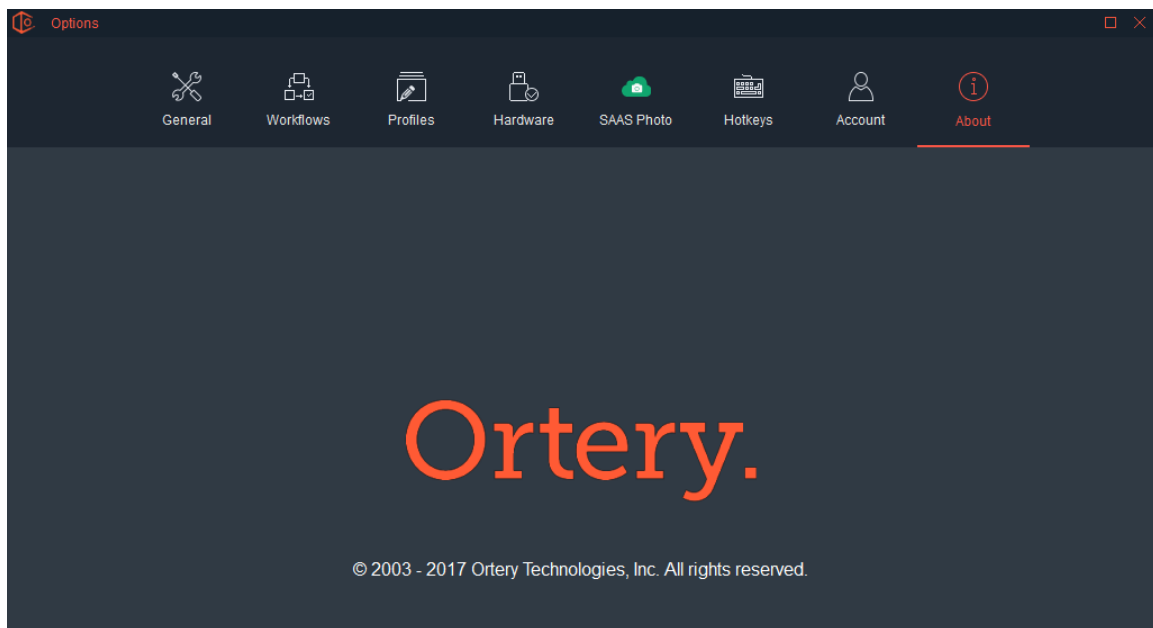 Options
General Workflows Profiles Hardware SAAS Photo Hotkeys Account About
Ortery.
© 2003 - 2017 Ortery Technologies, Inc. All rights reserved.